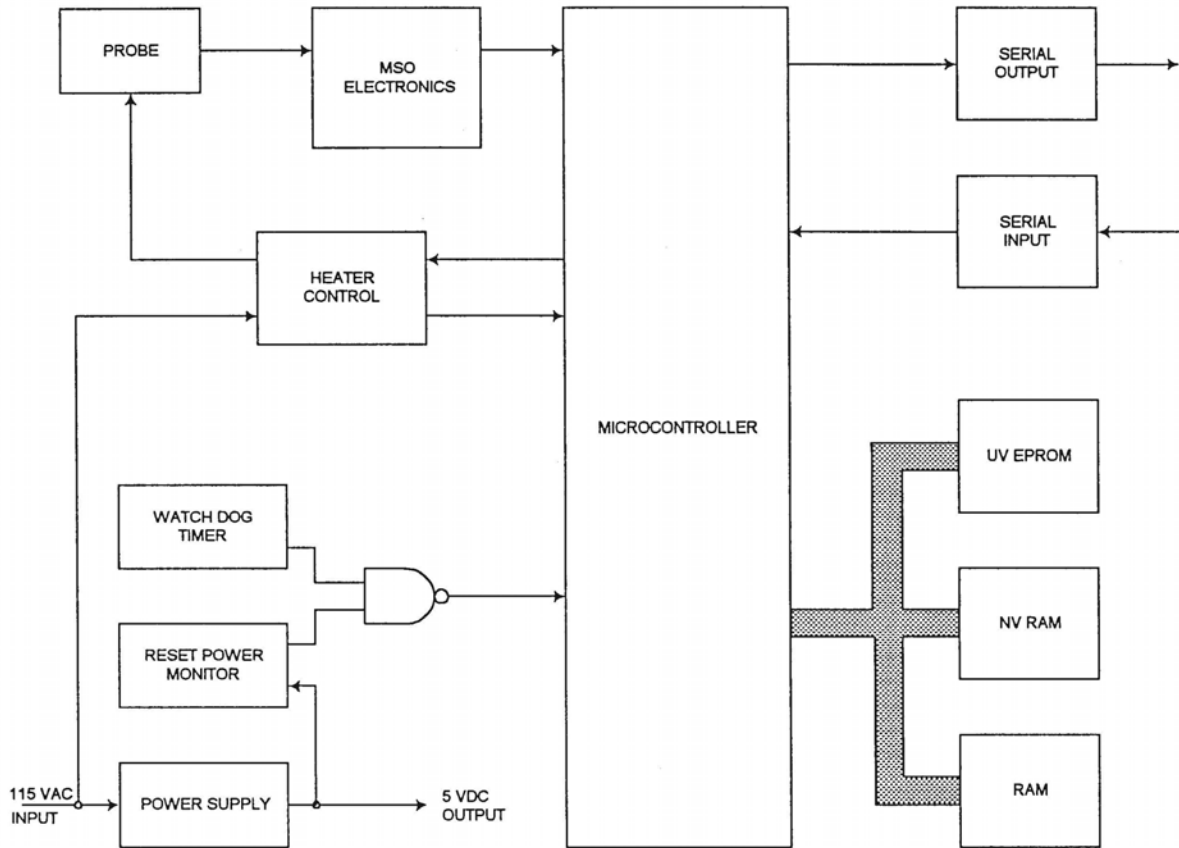 PROBE
MSO
ELECTRONICS
SERIAL
OUTPUT
SERIAL
INPUT
HEATER
CONTROL
MICROCONTROLLER
UV EPROM
WATCH DOG
TIMER
NV RAM
RESET POWER
MONITOR
115 VAC
INPUT
POWER SUPPLY
5 VDC
OUTPUT
RAM